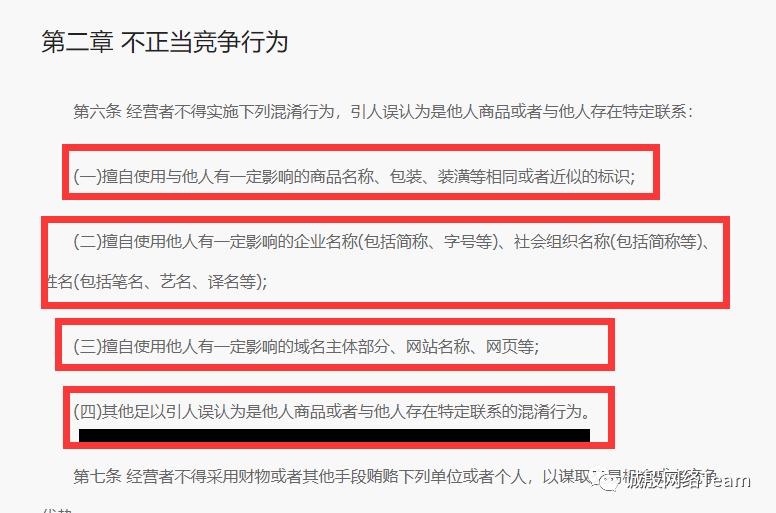 第二章 不正当竞争行为
第六条 经营者不得实施下列混淆行为，引人误认为是他人商品或者与他人存在特定联系：
(一)擅自使用与他人有一定影响的商品名称、包装、装潢等相同或者近似的标识;
(二)擅自使用他人有一定影响的企业名称(包括简称、字号等)、社会组织名称(包括简称等)、
姓名(包括笔名、艺名、译名等);
(三)擅自使用他人有一定影响的域名主体部分、网站名称、网页等;
(四)其他足以引人误认为是他人商品或者与他人存在特定联系的混淆行为。
第七条 经营者不得采用财物或者其他手段贿赂下列单位或者个人，以谋取
诚殷网络Team